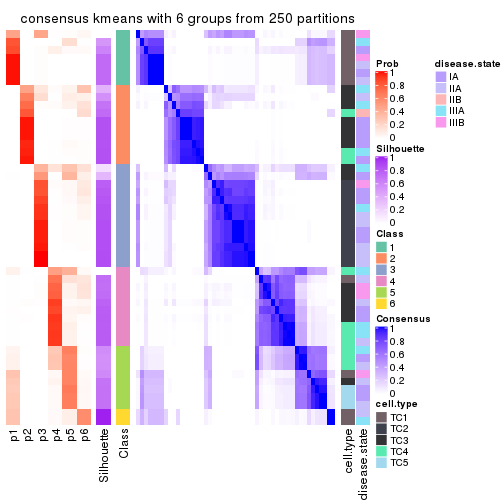 consensus kmeans with 6 groups from 250 partitions
Prob
1
0.8
0.6
0.4
0.2
0
disease.state
IA
IIA
IIB
IIIA
IIIB
Silhouette
1
0.8
0.6
0.4
0.2
0
Class
1
2
3
4
5
6
Consensus
1
0.8
0.6
0.4
0.2
0
cell.type
TC1
TC2
TC3
TC4
TC5
p1
p2
p3
p4
p5
p6
Silhouette
Class
cell.type
disease.state